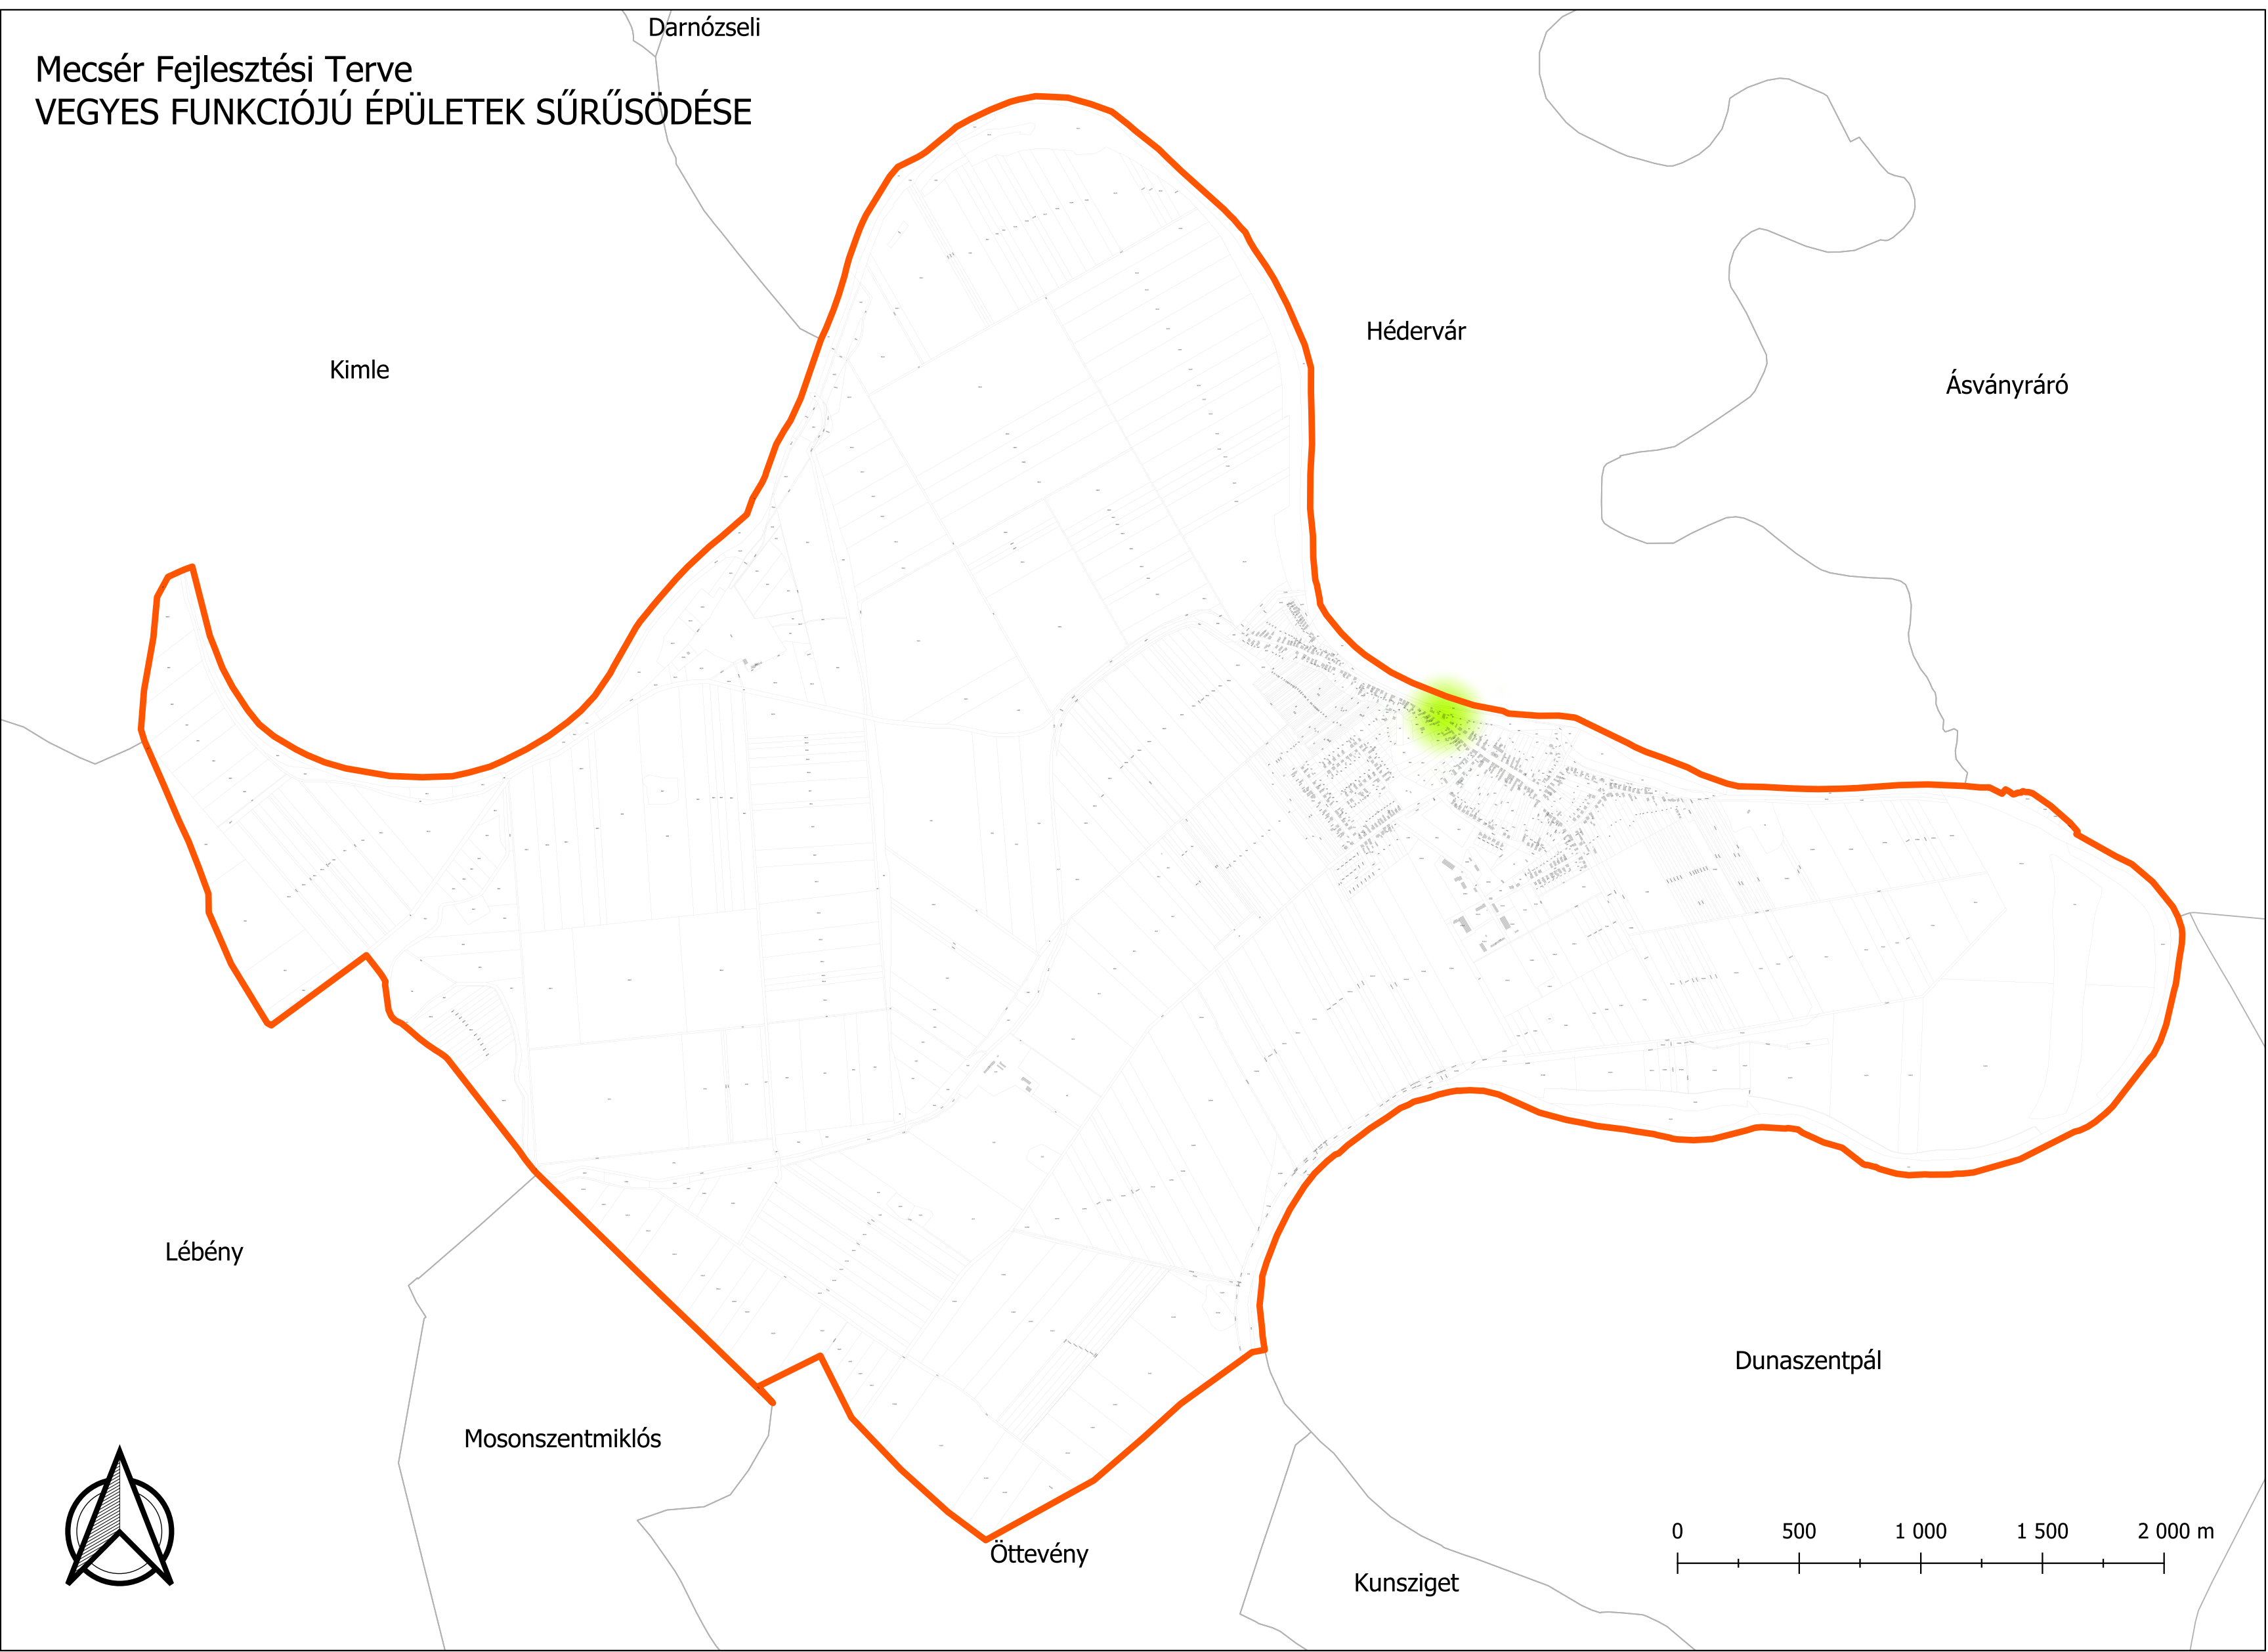 Darnózseli
Mecsér Fejlesztési Terve
VEGYES FUNKCIÓJÚ ÉPÜLETEK SŰRŰSÖDÉSE
Hédervár
Kimle
Ásványráró
Lébény
Dunaszentpál
Mosonszentmiklós
0 500 1 000 1 500 2 000 m
Öttevény
Kunsziget